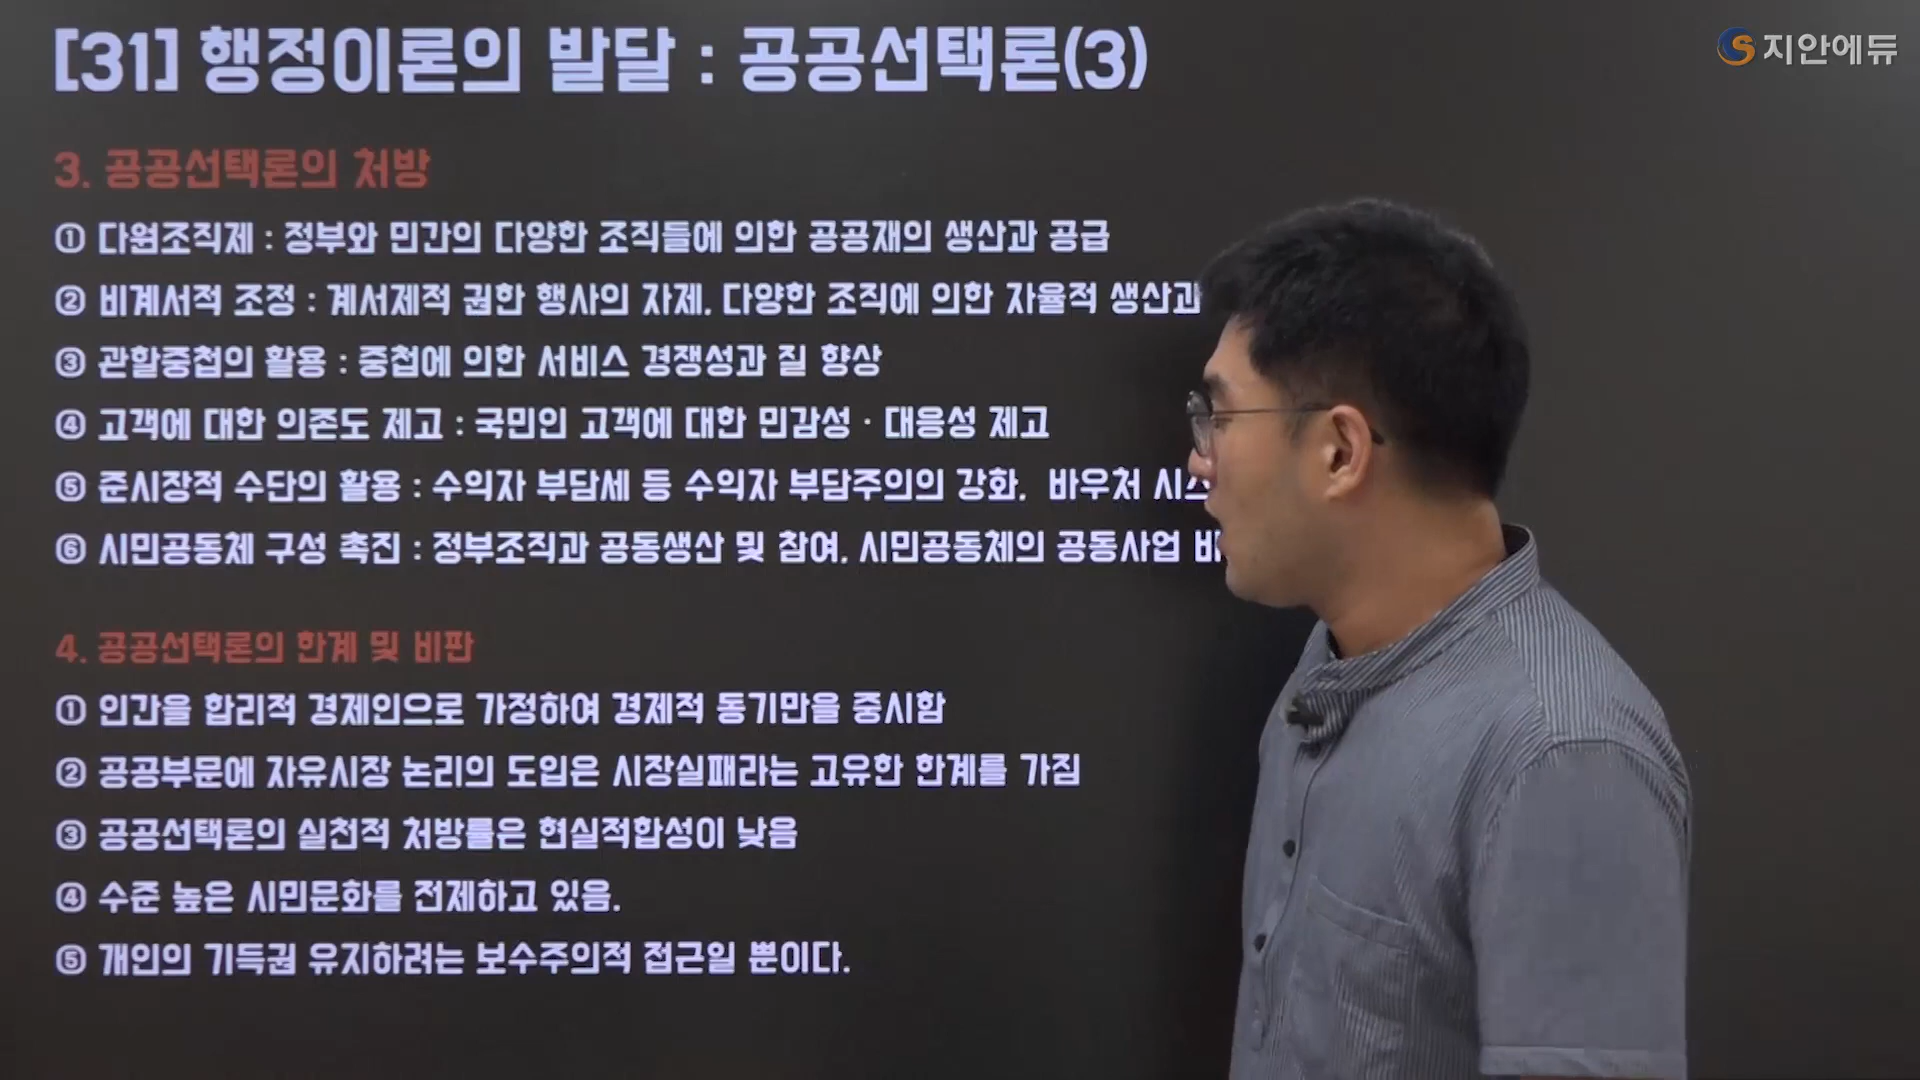 [31] 행정이론의 발달 : 공공선택론(3)
지안에듀
3. 공공선택론의 처방
① 다원조직제 : 정부와 민간의 다양한 조직들에 의한 공공재의 생산과 공급
② 비계서적 조정 : 계서제적 권한 행사의 자제, 다양한 조직에 의한 자율적 생산과
③ 관할중첩의 활용 : 중첩에 의한 서비스 경쟁성과 질 향상
④ 고객에 대한 의존도 제고 : 국민인 고객에 대한 민감성 · 대응성 제고
⑤ 준시장적 수단의 활용 : 수익자 부담세 등 수익자 부담주의의 강화, 바우처
⑥ 시민공동체 구성 촉진 : 정부조직과 공동생산 및 참여, 시민공동체의 공동사업
4. 공공선택론의 한계 및 비판
① 인간을 합리적 경제인으로 가정하여 경제적 동기만을 중시함
② 공공부문에 자유시장 논리의 도입은 시장실패라는 고유한 한계를 가짐
③ 공공선택론의 실천적 처방률은 현실적합성이 낮음
④ 수준 높은 시민문화를 전제하고 있음.
⑤ 개인의 기득권 유지하려는 보수주의적 접근일 뿐이다.